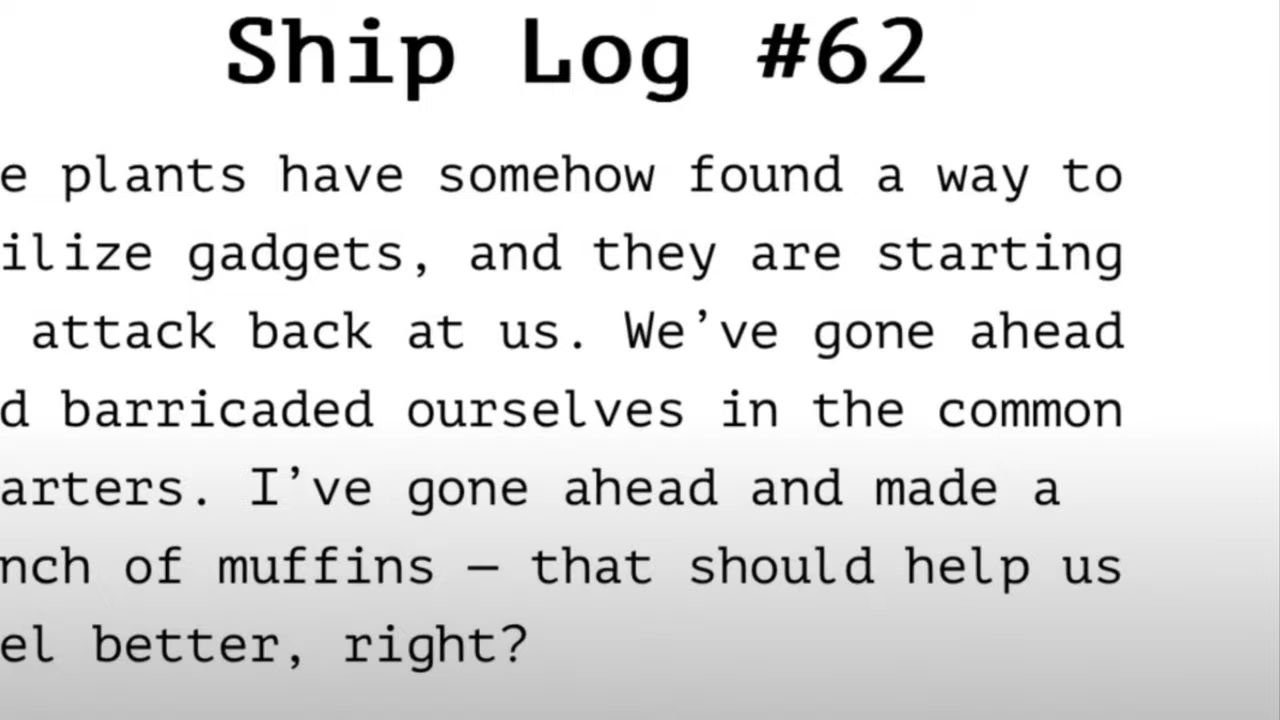 Ship Log #62
e plants have somehow found a way to
ilize gadgets, and they are starting
attack back at us. We’ve gone ahead
d barricaded ourselves in the common
arters. I’ve gone ahead and made a
nch of muffins — that should help us
el better, right?